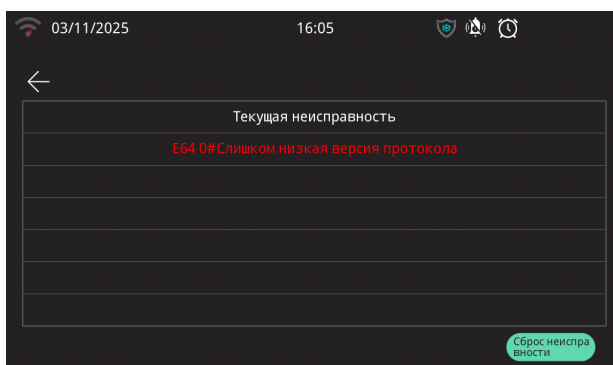 03/11/2025 16:05
Текущая неисправность
E64 0#Слишком низкая версия протокола
Сброс неиспра
вности